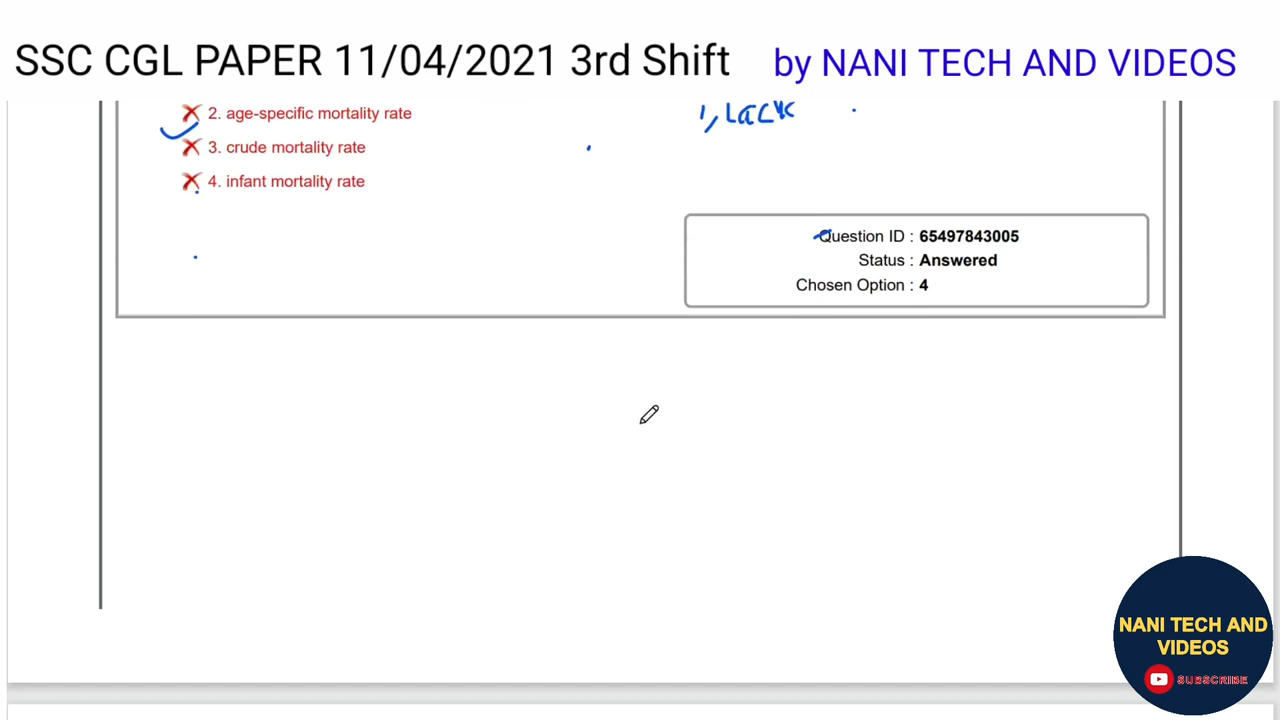 SSC CGL PAPER 11/04/2021 3rd Shift by NANI TECH AND VIDEOS
2. age-specific mortality rate
1, Lack
3. crude mortality rate
4. infant mortality rate
Question ID : 65497843005
Status : Answered
Chosen Option : 4
NANI TECH AND
VIDEOS
SUBSCRIBE